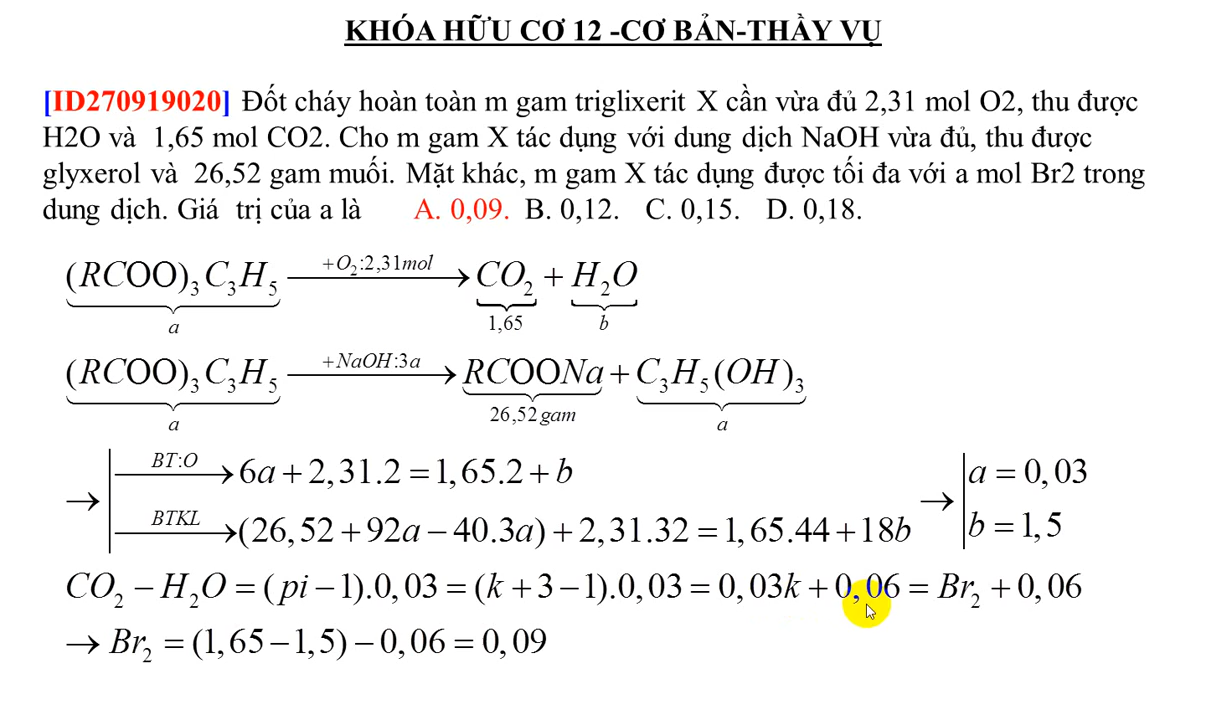 KHÓA HỮU CƠ 12 -CƠ BẢN-THẦY VỤ
[ID270919020] Đốt cháy hoàn toàn m gam triglixerit X cần vừa đủ 2,31 mol O2, thu được
H2O và 1,65 mol CO2. Cho m gam X tác dụng với dung dịch NaOH vừa đủ, thu được
glyxerol và 26,52 gam muối. Mặt khác, m gam X tác dụng được tối đa với a mol Br2 trong
dung dịch. Giá trị của a là A. 0,09. B. 0,12. C. 0,15. D. 0,18.
(RCOO)₃C₃H₅ +O₂:2,31mol → CO₂ + H₂O
a 1,65 b
(RCOO)₃C₃H₅ +NaOH:3a → RCOONa + C₃H₅(OH)₃
a 26,52 gam a
→ BT:O → 6a + 2,31.2 = 1,65.2 + b → a = 0,03
BTKL → (26,52 + 92a − 40.3a) + 2,31.32 = 1,65.44 + 18b b = 1,5
CO₂ − H₂O = (pi − 1).0,03 = (k + 3 − 1).0,03 = 0,03k + 0,06 = Br₂ + 0,06
→ Br₂ = (1,65 − 1,5) − 0,06 = 0,09